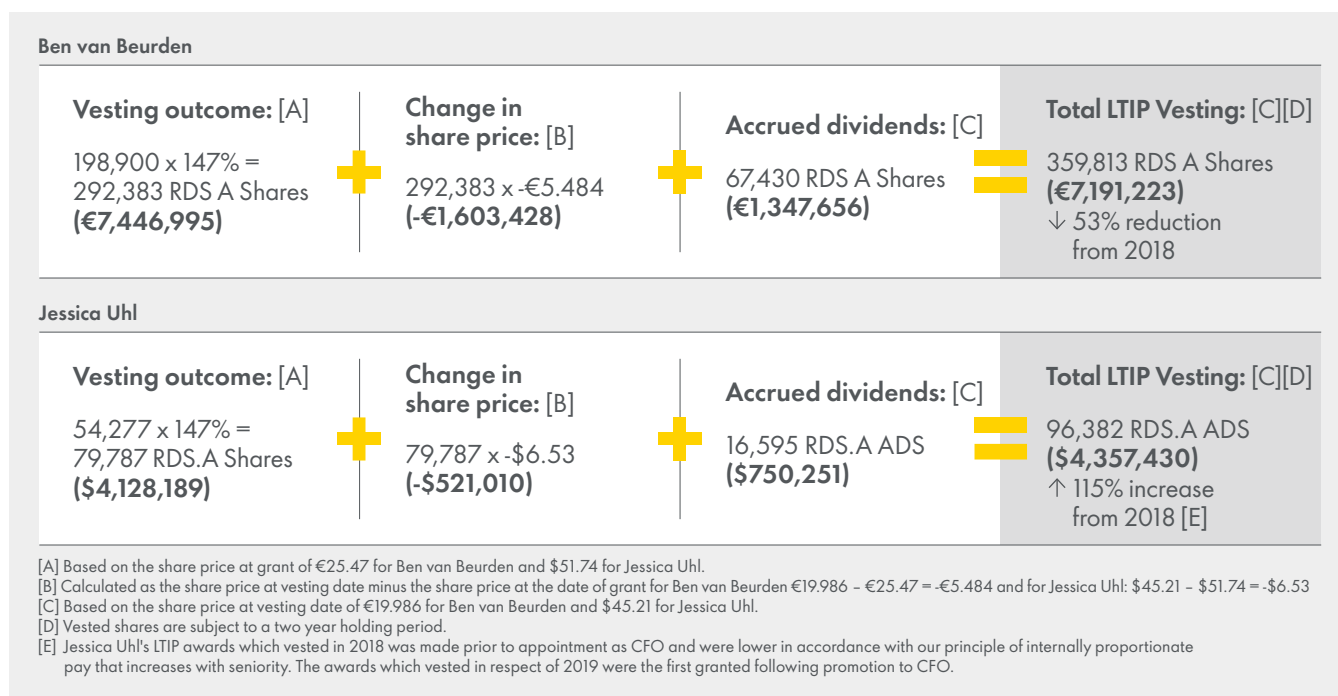 Ben van Beurden
Vesting outcome: [A]
198,900 x 147% =
292,383 RDS A Shares
(€7,446,995)
Change in
share price: [B]
292,383 x -€5.484
(-€1,603,428)
Accrued dividends: [C]
67,430 RDS A Shares
(€1,347,656)
Total LTIP Vesting: [C][D]
359,813 RDS A Shares
(€7,191,223)
↓ 53% reduction
from 2018
Jessica Uhl
Vesting outcome: [A]
54,277 x 147% =
79,787 RDS.A Shares
($4,128,189)
Change in
share price: [B]
79,787 x -$6.53
(-$521,010)
Accrued dividends: [C]
16,595 RDS.A ADS
($750,251)
Total LTIP Vesting: [C][D]
96,382 RDS.A ADS
($4,357,430)
↑ 115% increase
from 2018 [E]
[A] Based on the share price at grant of €25.47 for Ben van Beurden and $51.74 for Jessica Uhl.
[B] Calculated as the share price at vesting date minus the share price at the date of grant for Ben van Beurden €19.986 – €25.47 = -€5.484 and for Jessica Uhl: $45.21 – $51.74 = -$6.53
[C] Based on the share price at vesting date of €19.986 for Ben van Beurden and $45.21 for Jessica Uhl.
[D] Vested shares are subject to a two year holding period.
[E] Jessica Uhl's LTIP awards which vested in 2018 was made prior to appointment as CFO and were lower in accordance with our principle of internally proportionate
pay that increases with seniority. The awards which vested in respect of 2019 were the first granted following promotion to CFO.